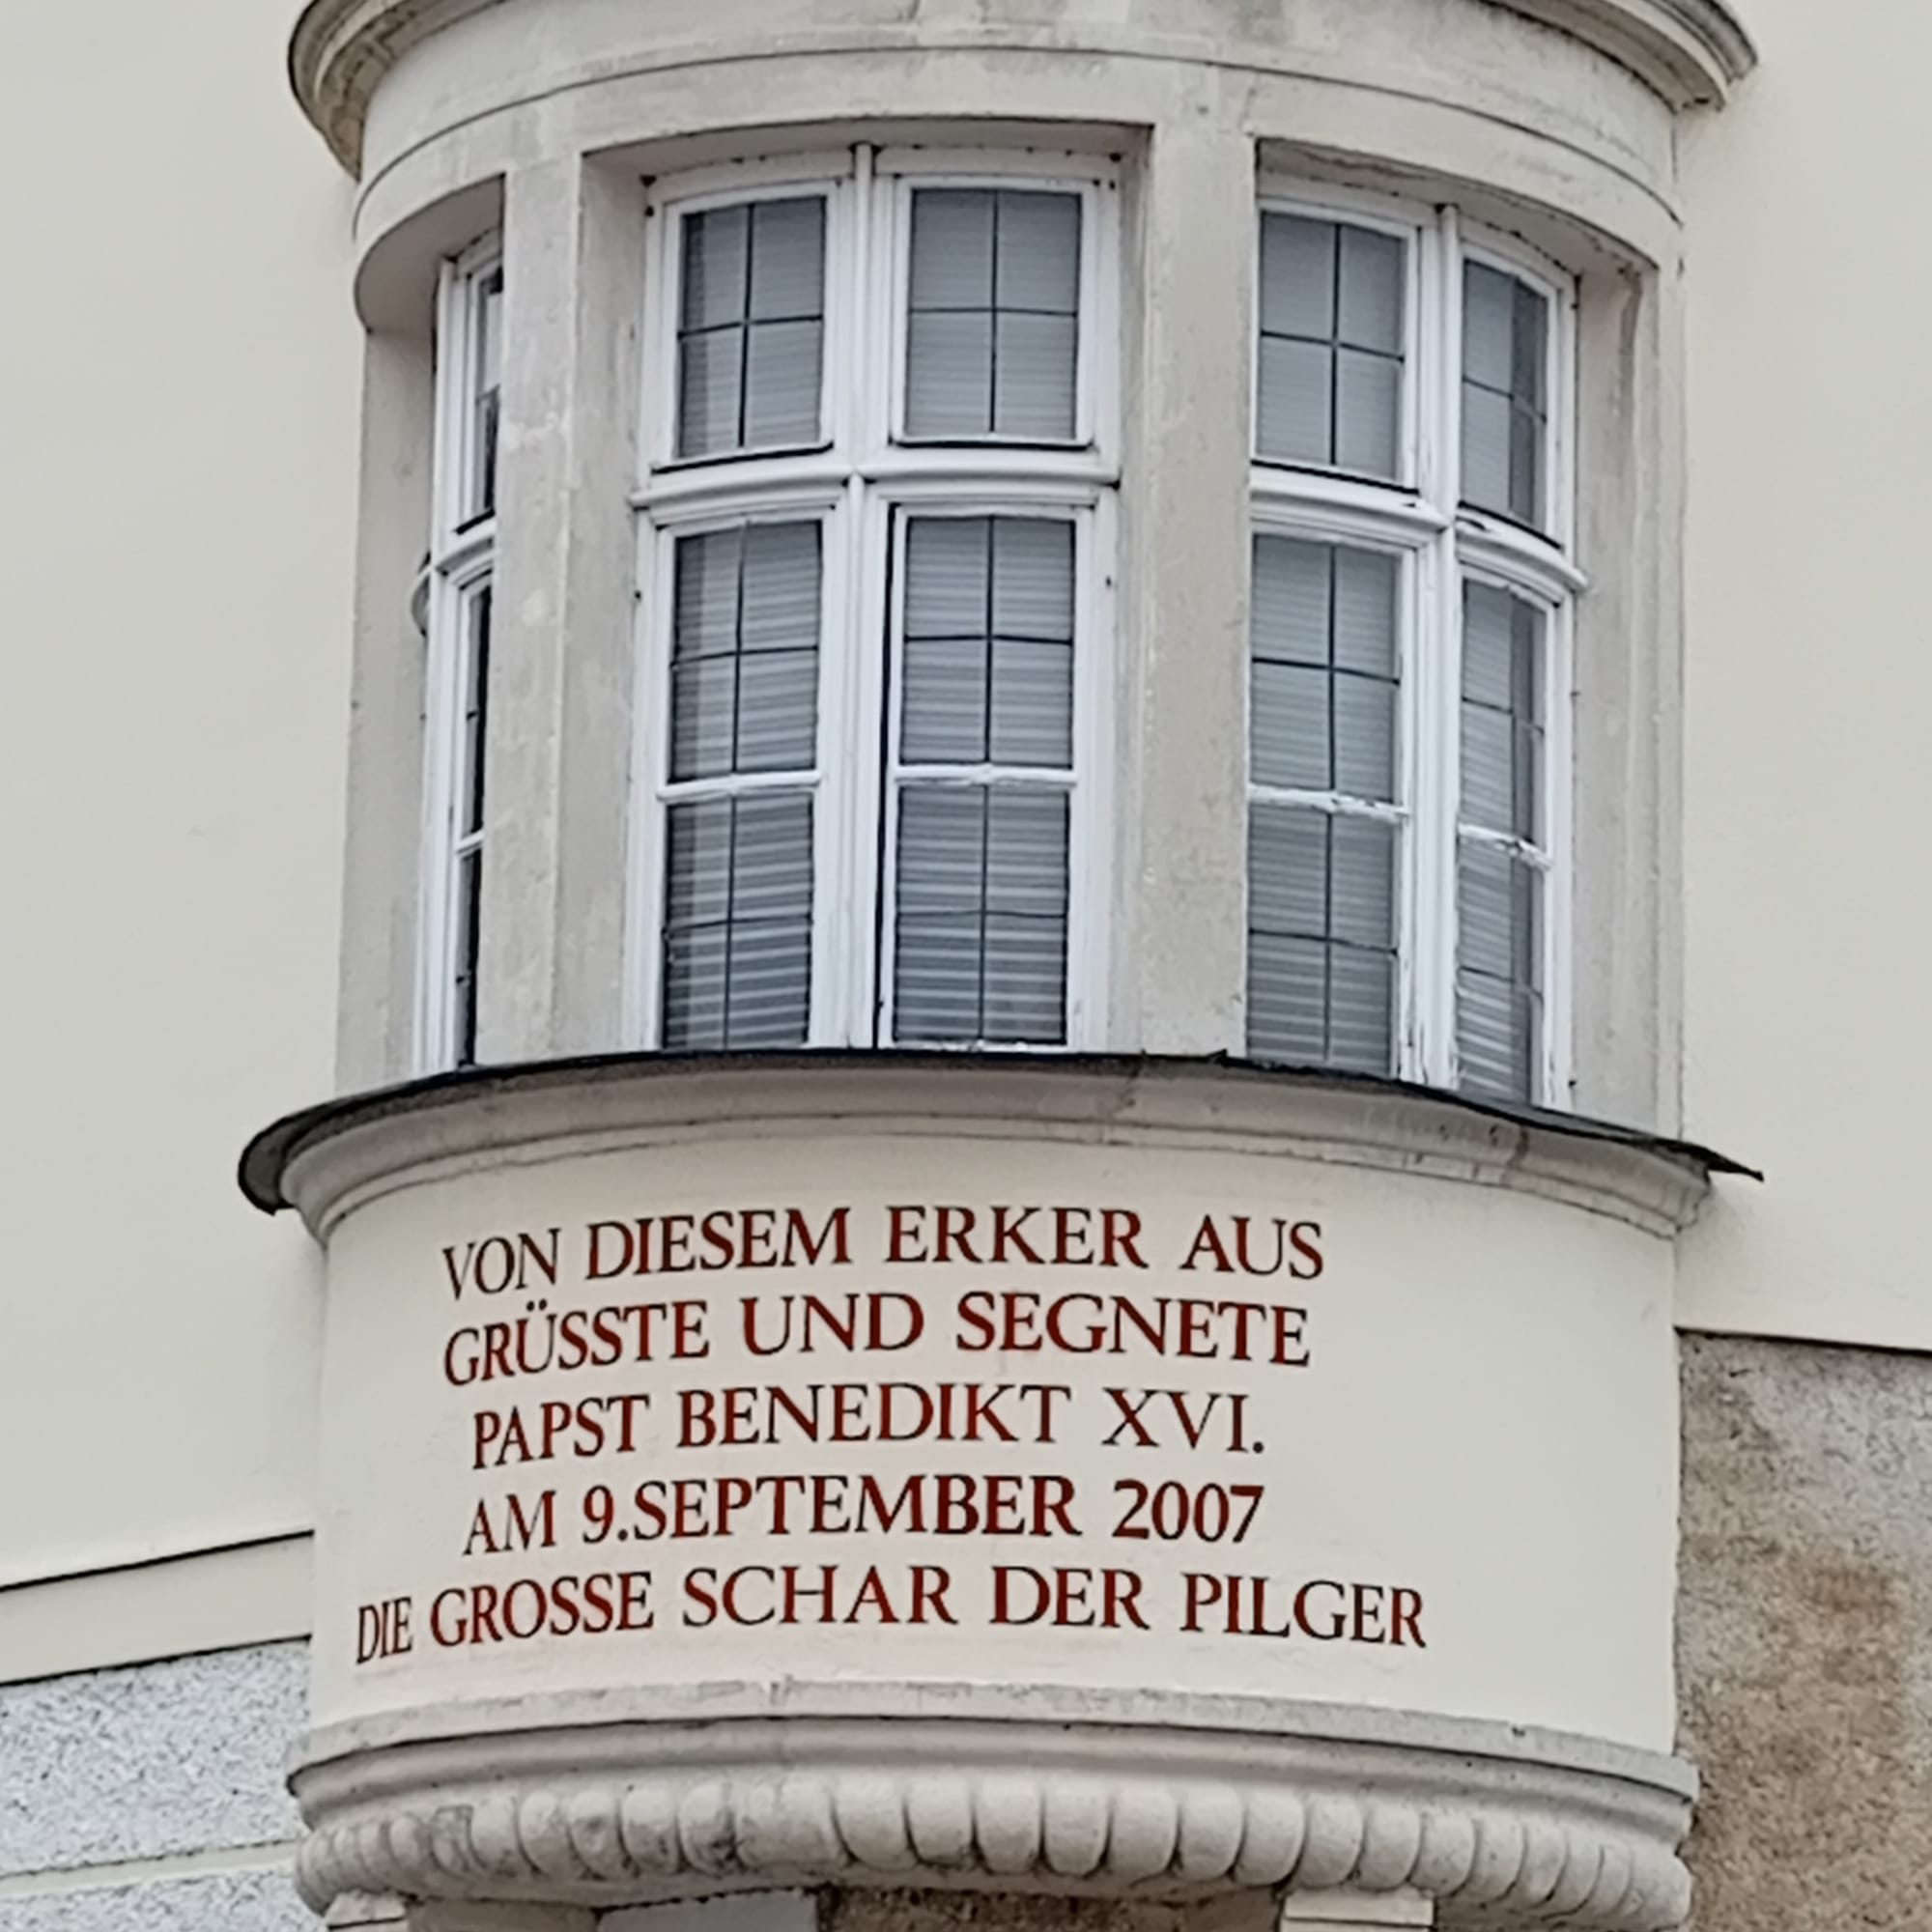 VON DIESEM ERKER AUS
GRÜSSTE UND SEGNETE
PAPST BENEDIKT XVI.
AM 9.SEPTEMBER 2007
DIE GROSSE SCHAR DER PILGER